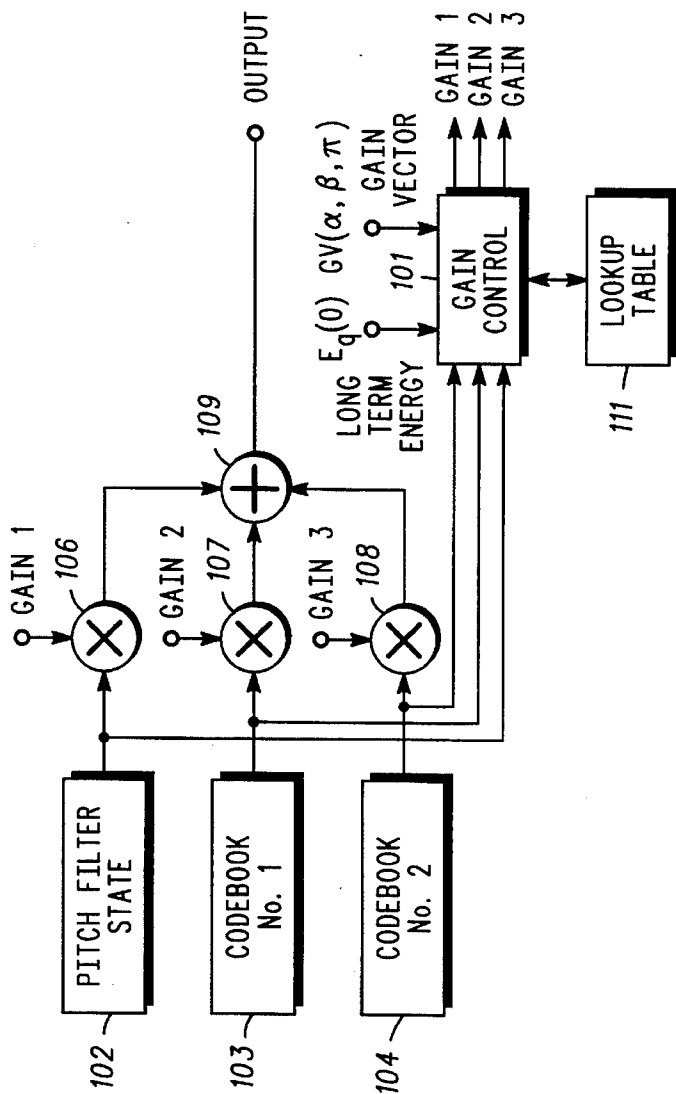 GAIN 1
106
GAIN 2
107
GAIN 3
108
109
OUTPUT
PITCH FILTER
STATE
102
CODEBOOK
No. 1
103
CODEBOOK
No. 2
104
LONG
TERM
ENERGY
E_q(0)
GV(α, β, π)
GAIN
VECTOR
101
GAIN
CONTROL
GAIN 1
GAIN 2
GAIN 3
LOOKUP
TABLE
111